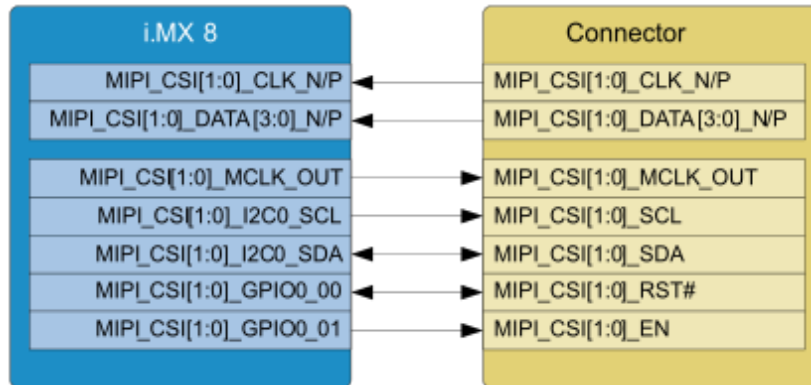 i.MX 8
Connector
MIPI_CSI[1:0]_CLK_N/P
MIPI_CSI[1:0]_CLK_N/P
MIPI_CSI[1:0]_DATA[3:0]_N/P
MIPI_CSI[1:0]_DATA[3:0]_N/P
MIPI_CSI[1:0]_MCLK_OUT
MIPI_CSI[1:0]_MCLK_OUT
MIPI_CSI[1:0]_I2C0_SCL
MIPI_CSI[1:0]_SCL
MIPI_CSI[1:0]_I2C0_SDA
MIPI_CSI[1:0]_SDA
MIPI_CSI[1:0]_GPIO0_00
MIPI_CSI[1:0]_RST#
MIPI_CSI[1:0]_GPIO0_01
MIPI_CSI[1:0]_EN